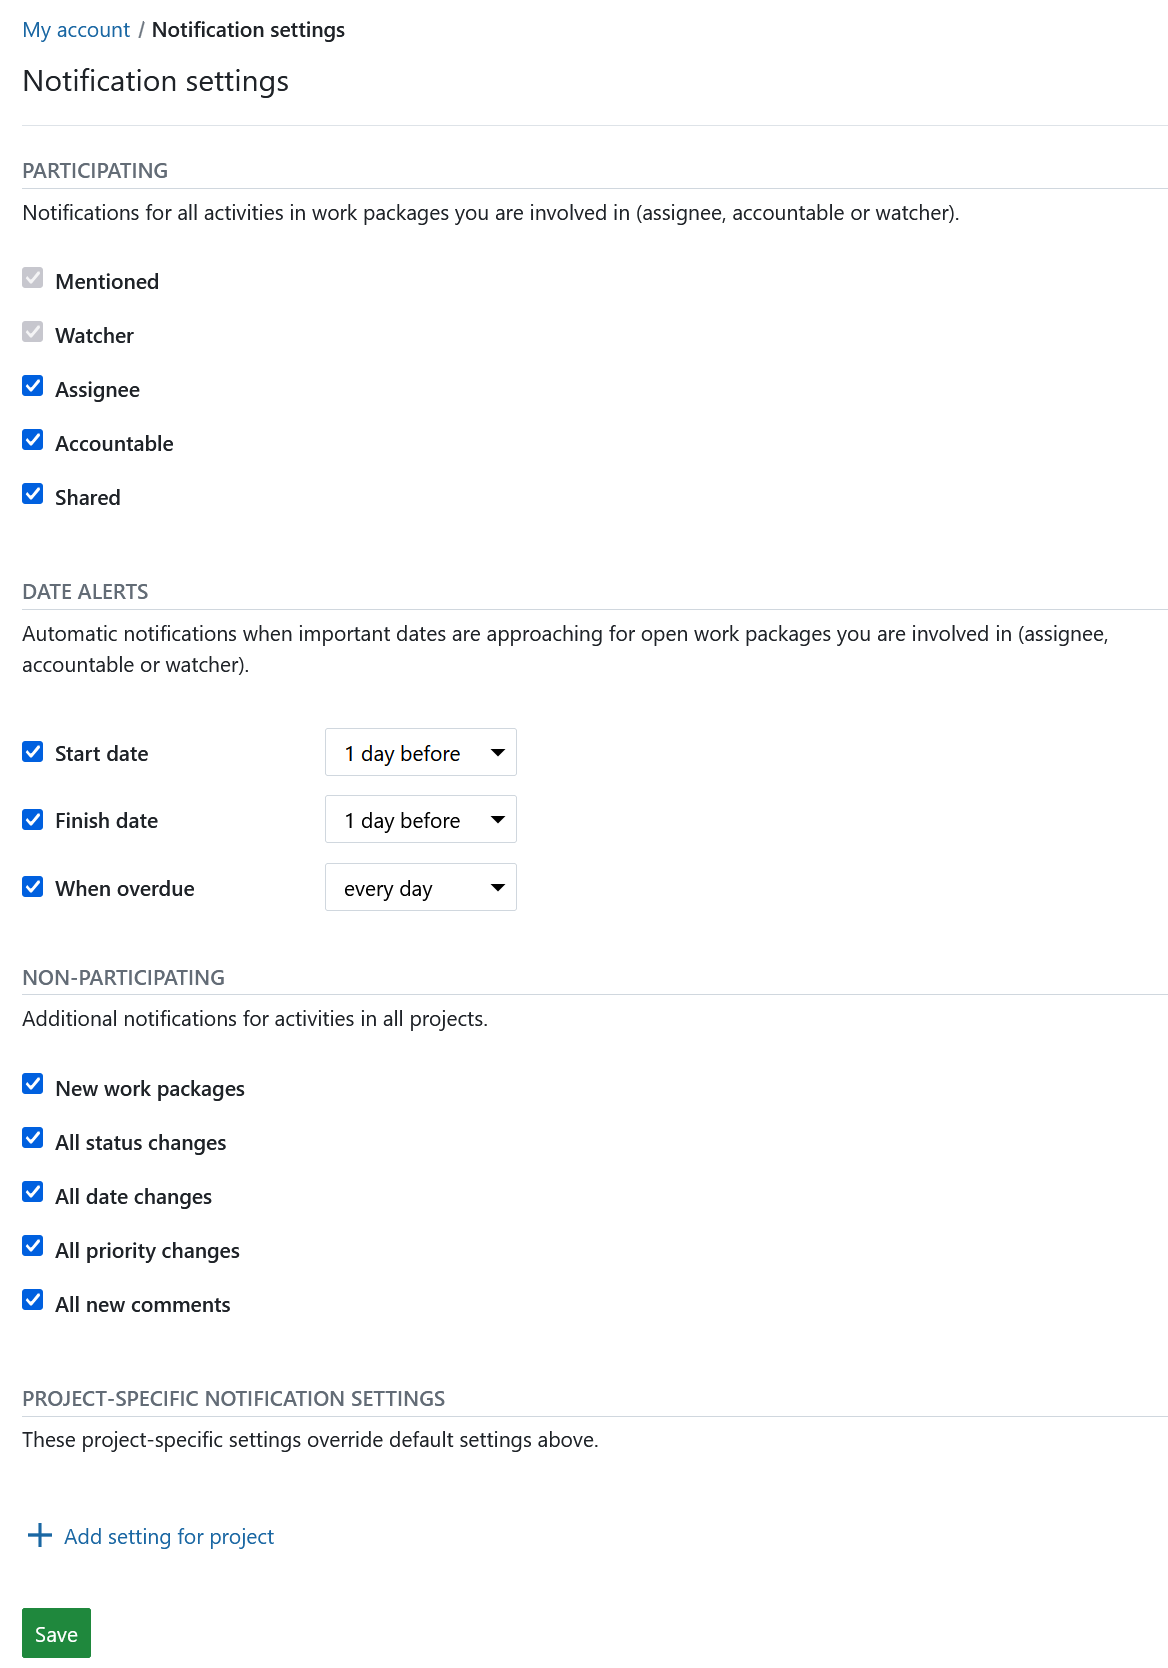 My account / Notification settings
Notification settings
PARTICIPATING
Notifications for all activities in work packages you are involved in (assignee, accountable or watcher).
Mentioned
Watcher
Assignee
Accountable
Shared
DATE ALERTS
Automatic notifications when important dates are approaching for open work packages you are involved in (assignee,
accountable or watcher).
Start date 1 day before
Finish date 1 day before
When overdue every day
NON-PARTICIPATING
Additional notifications for activities in all projects.
New work packages
All status changes
All date changes
All priority changes
All new comments
PROJECT-SPECIFIC NOTIFICATION SETTINGS
These project-specific settings override default settings above.
Add setting for project
Save